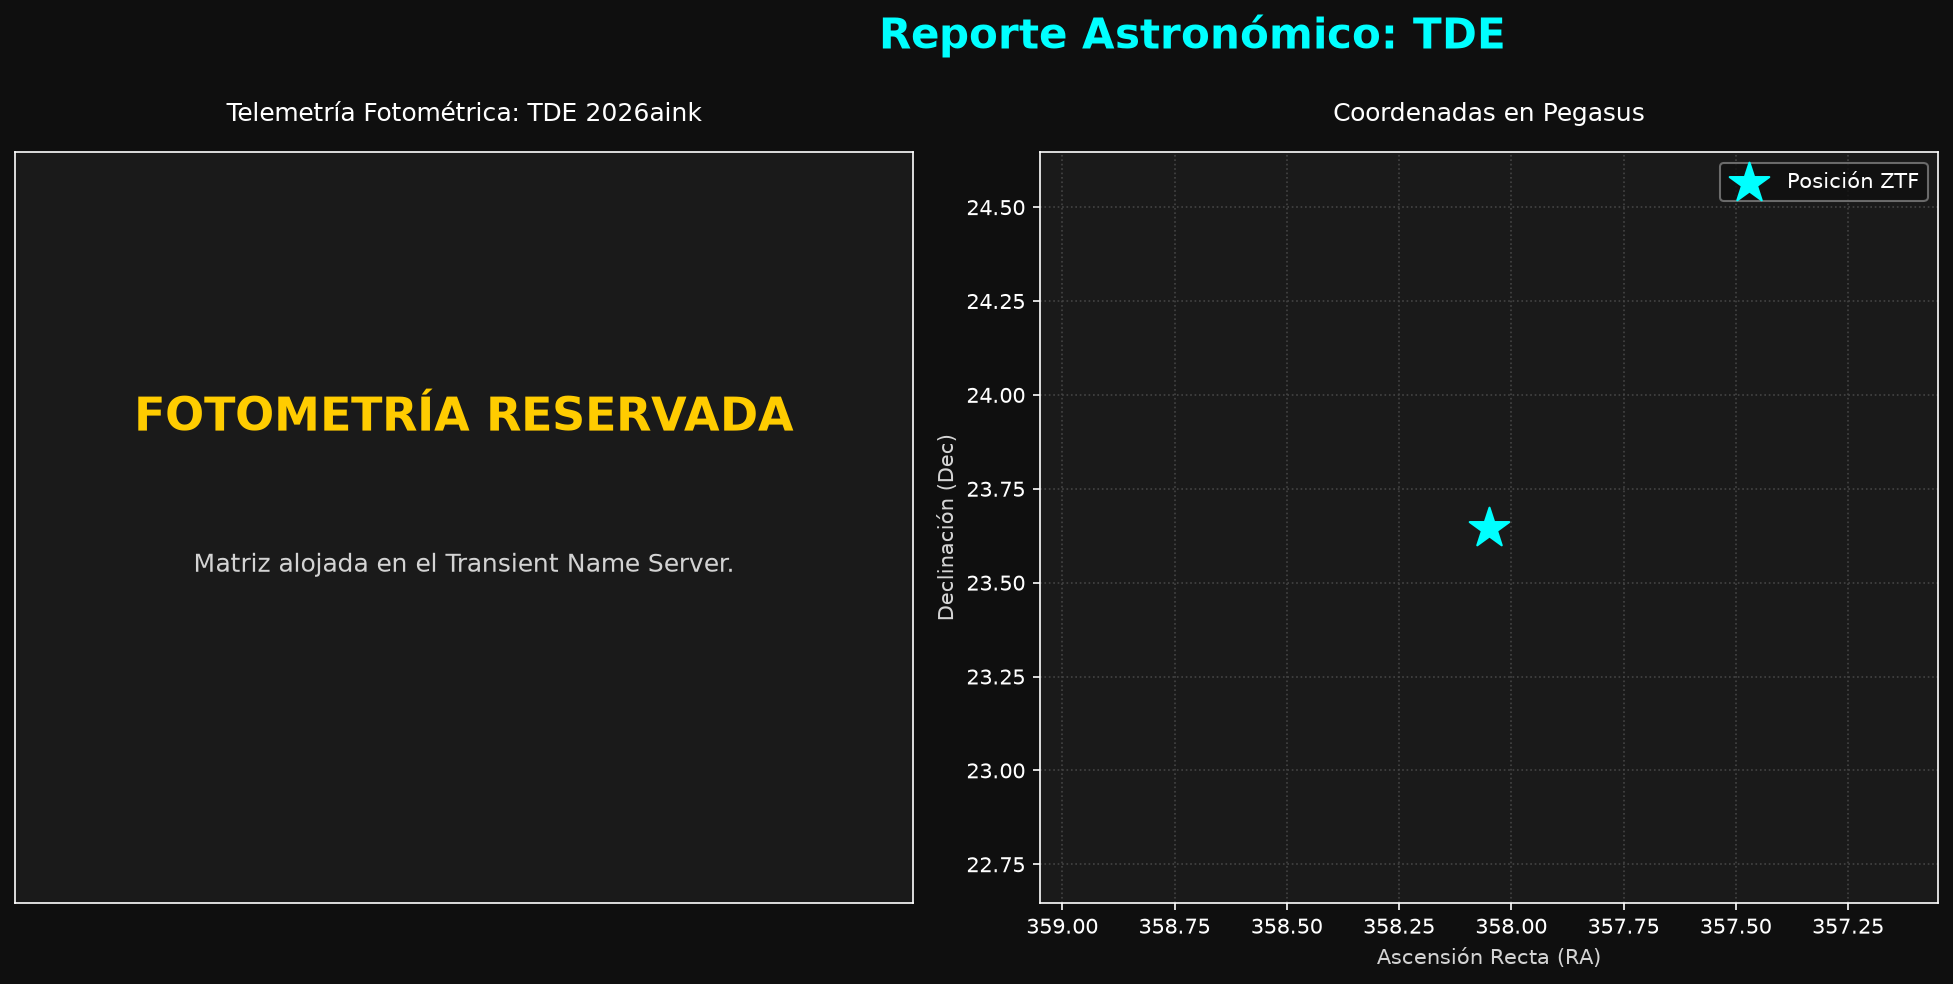 Reporte Astronómico: TDE
Telemetría Fotométrica: TDE 2026aink
FOTOMETRÍA RESERVADA
Matriz alojada en el Transient Name Server.
Coordenadas en Pegasus
Posición ZTF
Declinación (Dec)
24.50
24.25
24.00
23.75
23.50
23.25
23.00
22.75
359.00 358.75 358.50 358.25 358.00 357.75 357.50 357.25
Ascensión Recta (RA)